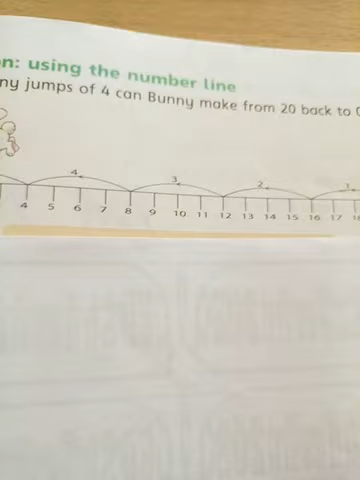 n: using the number line
ny jumps of 4 can Bunny make from 20 back to 0
4 3 2 1
4 5 6 7 8 9 10 11 12 13 14 15 16 17 18